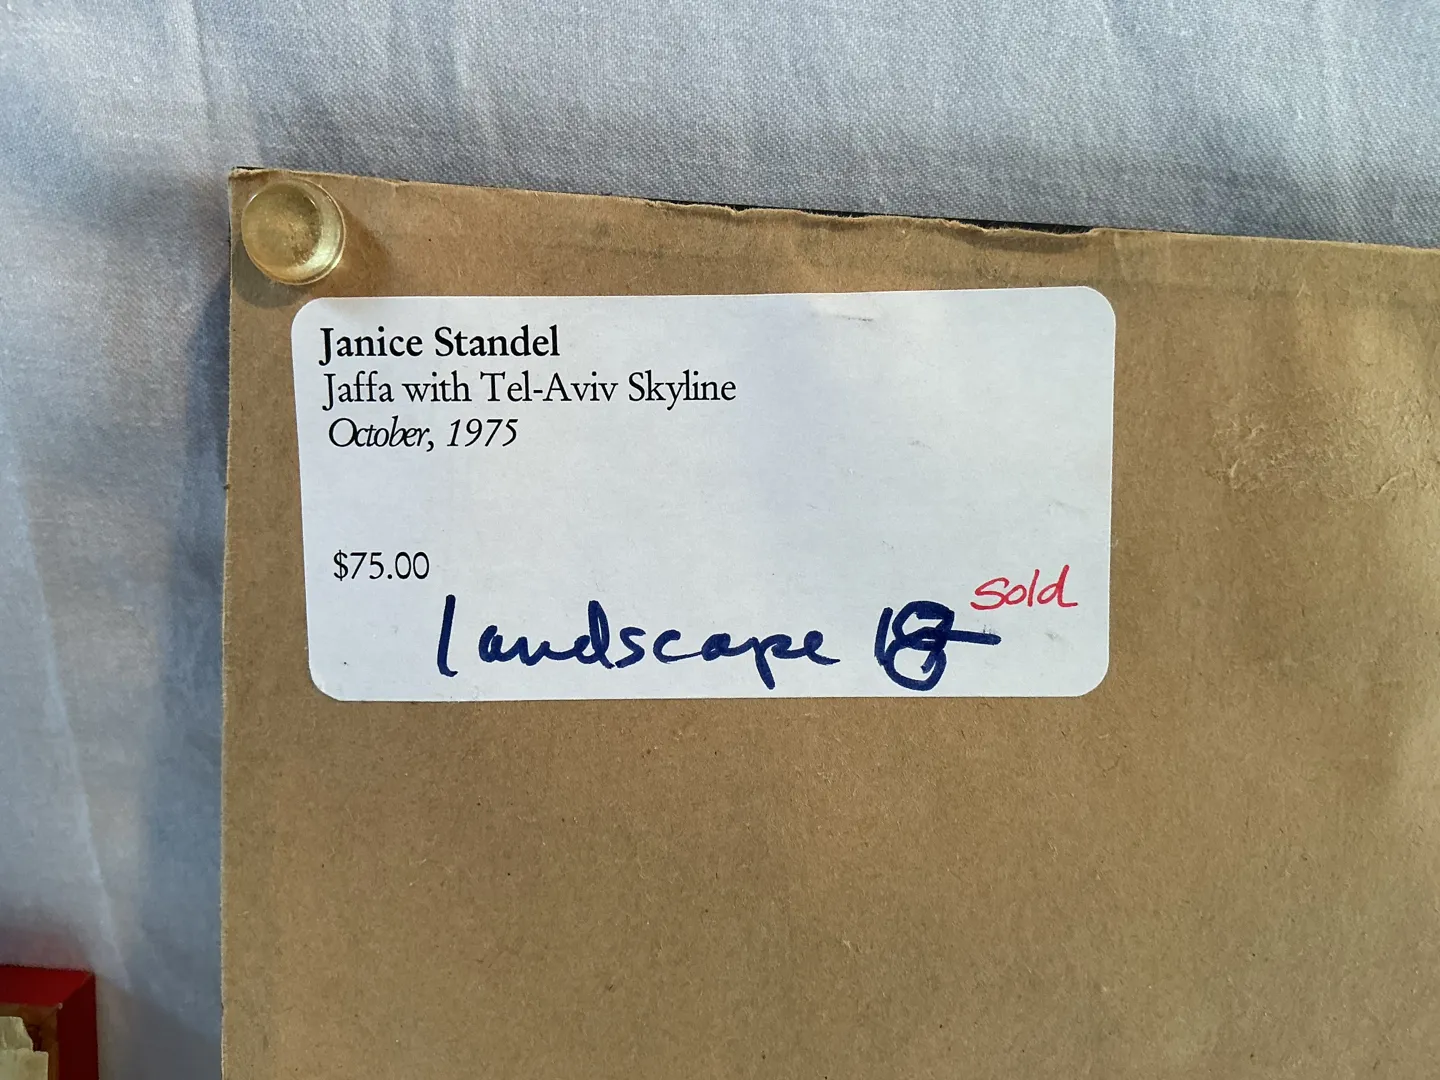 Janice Standel
Jaffa with Tel-Aviv Skyline
October, 1975
$75.00
sold
landscape